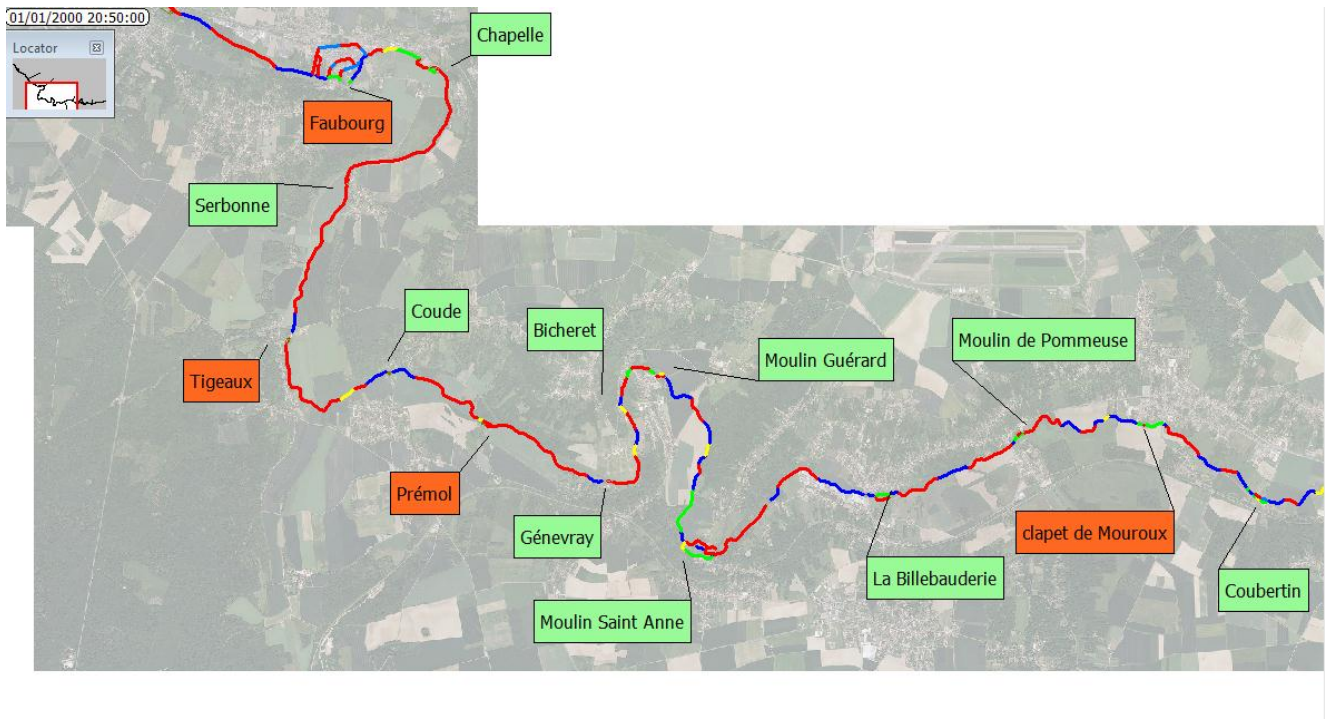 01/01/2000 20:50:00
Locator
Chapelle
Faubourg
Serbonne
Coude
Bicheret
Moulin Guérard
Moulin de Pommeuse
Tigeaux
Prémol
Génevray
clapet de Mouroux
La Billebauderie
Coubertin
Moulin Saint Anne